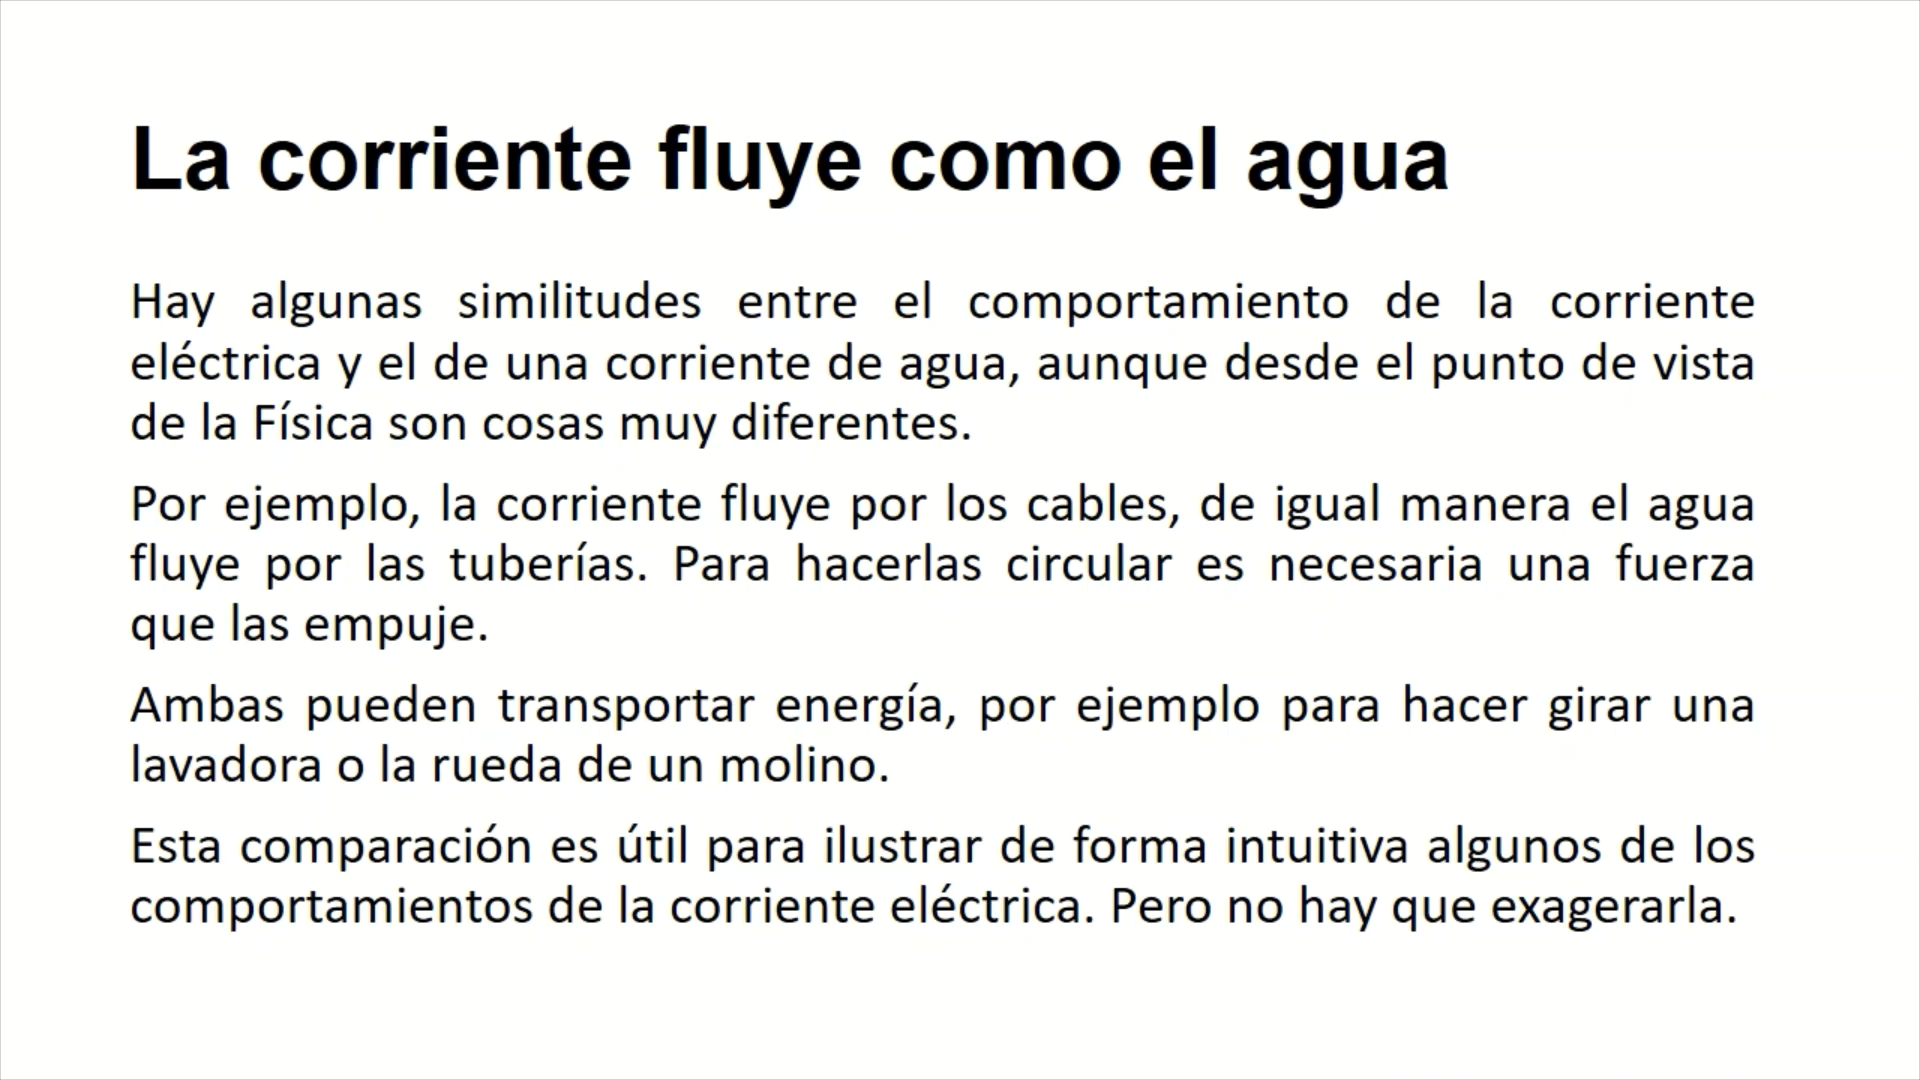 La corriente fluye como el agua
Hay algunas similitudes entre el comportamiento de la corriente
eléctrica y el de una corriente de agua, aunque desde el punto de vista
de la Física son cosas muy diferentes.
Por ejemplo, la corriente fluye por los cables, de igual manera el agua
fluye por las tuberías. Para hacerlas circular es necesaria una fuerza
que las empuje.
Ambas pueden transportar energía, por ejemplo para hacer girar una
lavadora o la rueda de un molino.
Esta comparación es útil para ilustrar de forma intuitiva algunos de los
comportamientos de la corriente eléctrica. Pero no hay que exagerarla.